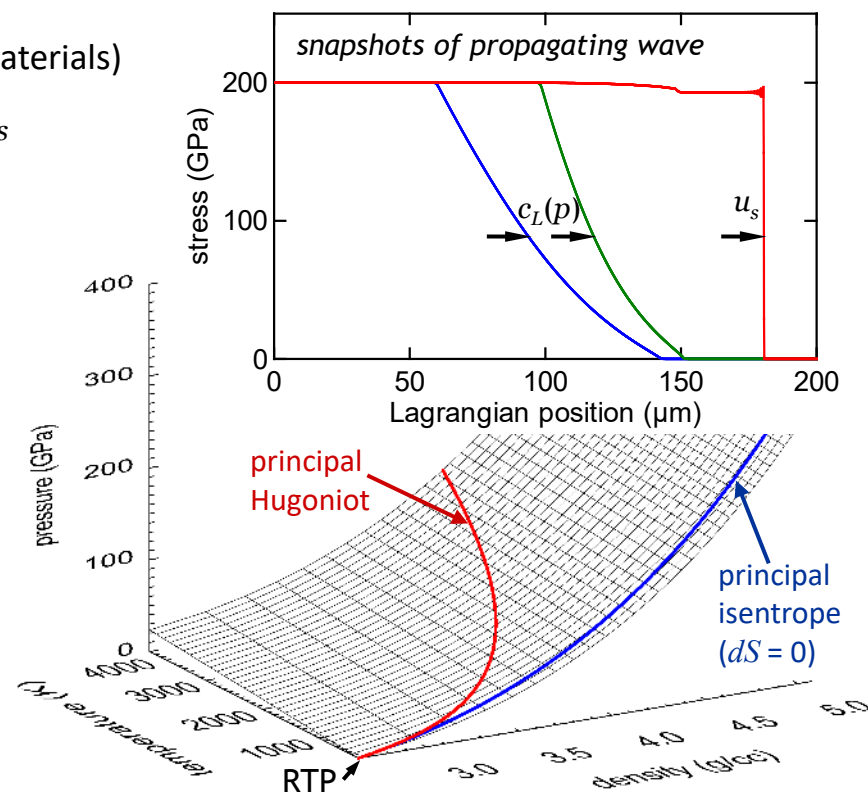 aterials)
s
snapshots of propagating wave
stress (GPa)
200
100
0
c_L(p)
u_s
0 50 100 150 200
Lagrangian position (µm)
pressure (GPa)
400
300
200
100
0
principal
Hugoniot
principal
isentrope
(dS = 0)
4000
3000
2000
1000
temperature (K)
RTP
3.0 3.5 4.0 4.5 5.0
density (g/cc)